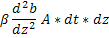 β d²b/dz² A * dt * dz